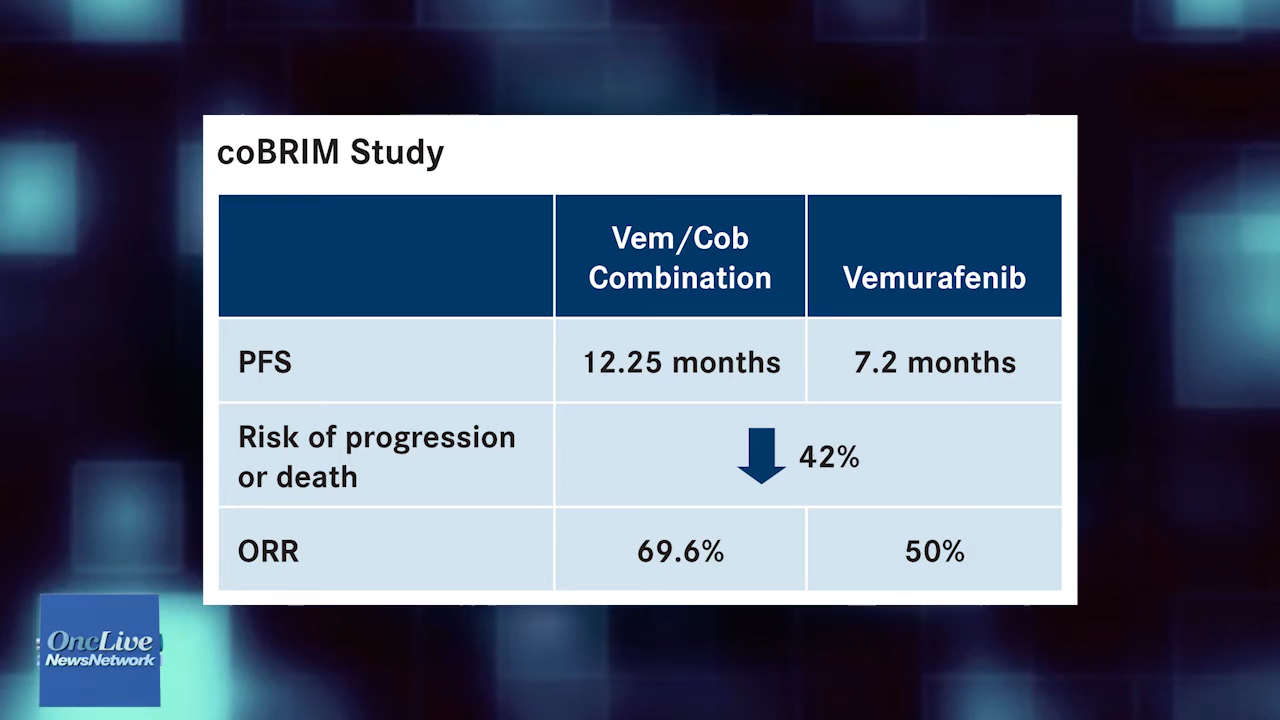 coBRIM Study
Vem/Cob
Combination
Vemurafenib
PFS
12.25 months
7.2 months
Risk of progression
or death
42%
ORR
69.6%
50%
OncLive
NewsNetwork